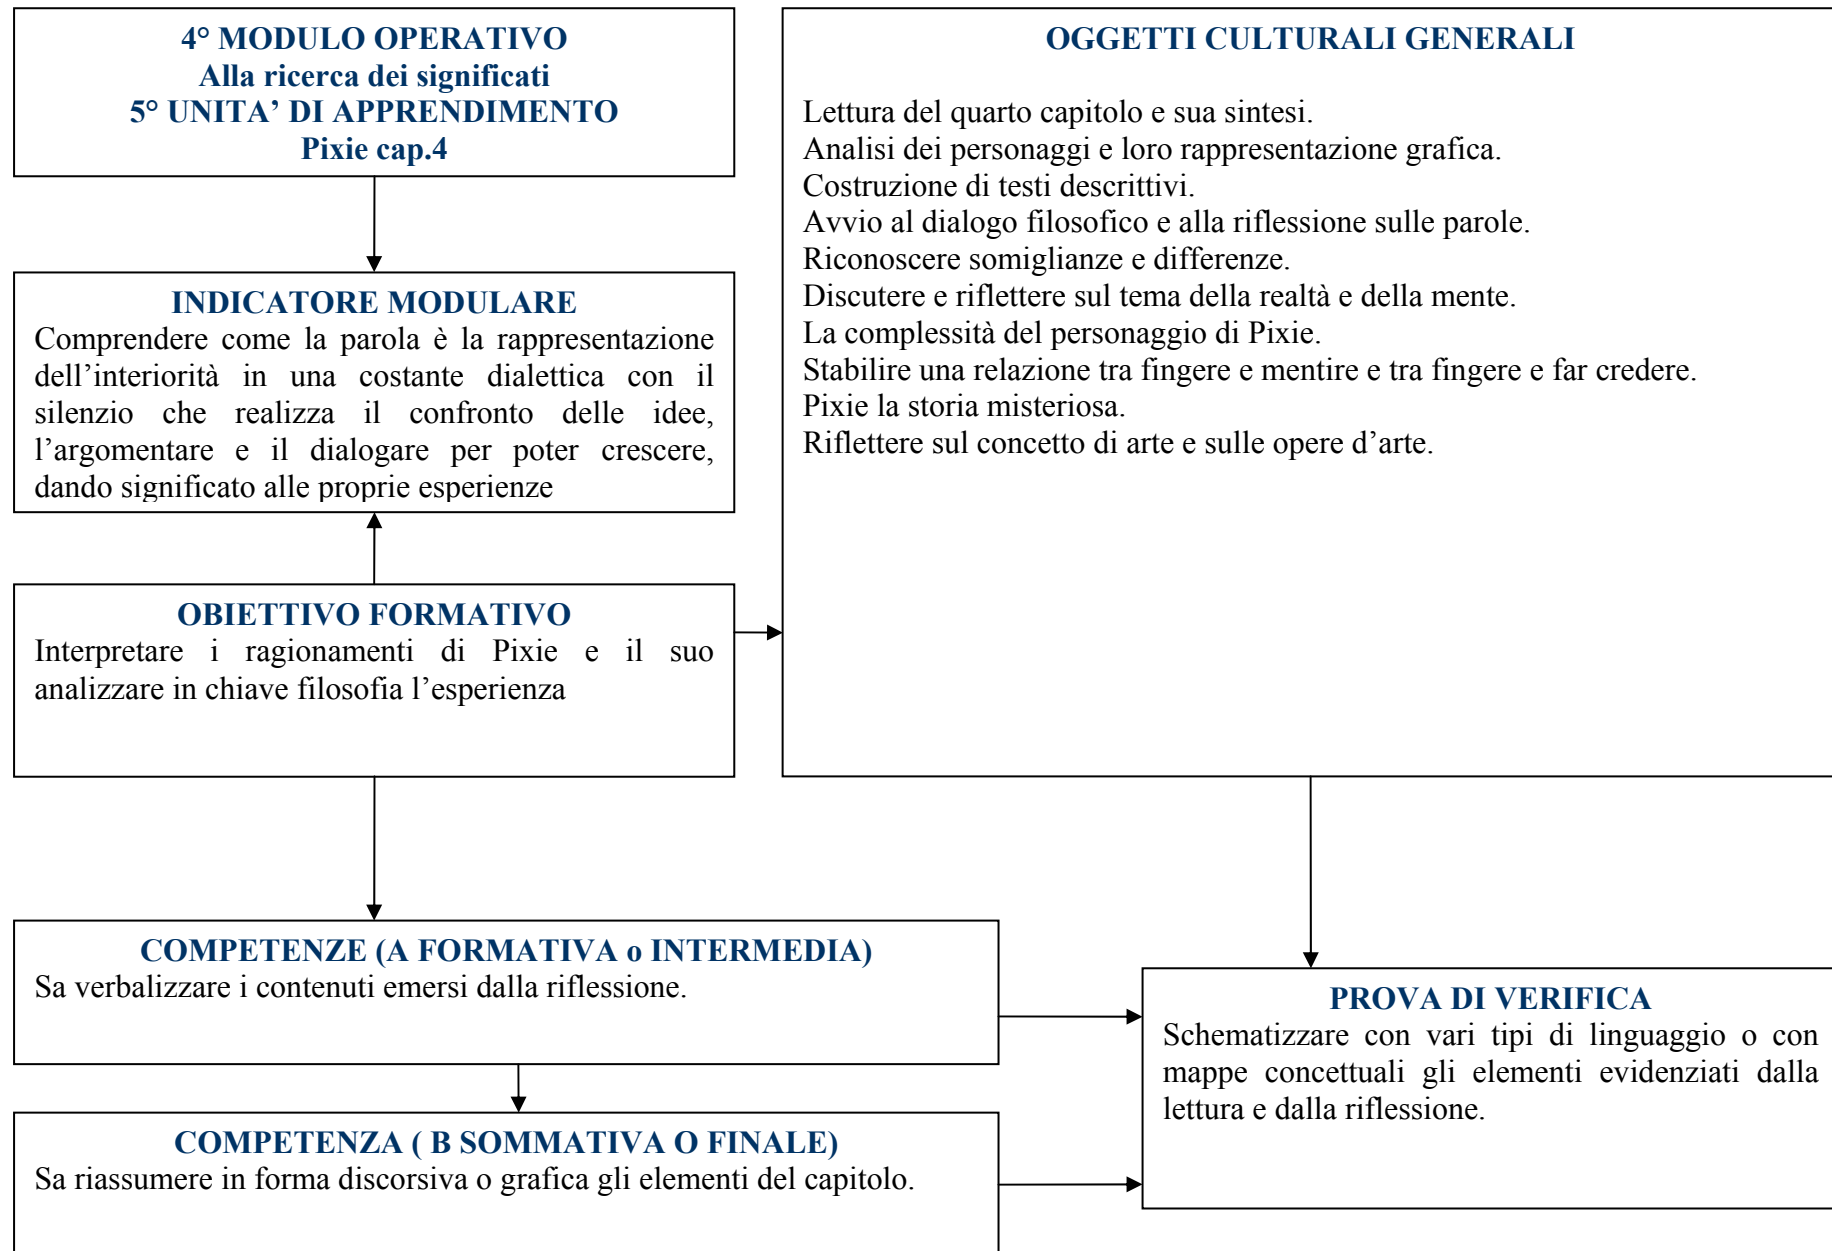 4° MODULO OPERATIVO
Alla ricerca dei significati
5° UNITA’ DI APPRENDIMENTO
Pixie cap.4
INDICATORE MODULARE
Comprendere come la parola è la rappresentazione
dell’interiorità in una costante dialettica con il
silenzio che realizza il confronto delle idee,
l’argomentare e il dialogare per poter crescere,
dando significato alle proprie esperienze
OBIETTIVO FORMATIVO
Interpretare i ragionamenti di Pixie e il suo
analizzare in chiave filosofia l’esperienza
OGGETTI CULTURALI GENERALI
Lettura del quarto capitolo e sua sintesi.
Analisi dei personaggi e loro rappresentazione grafica.
Costruzione di testi descrittivi.
Avvio al dialogo filosofico e alla riflessione sulle parole.
Riconoscere somiglianze e differenze.
Discutere e riflettere sul tema della realtà e della mente.
La complessità del personaggio di Pixie.
Stabilire una relazione tra fingere e mentire e tra fingere e far credere.
Pixie la storia misteriosa.
Riflettere sul concetto di arte e sulle opere d’arte.
COMPETENZE (A FORMATIVA o INTERMEDIA)
Sa verbalizzare i contenuti emersi dalla riflessione.
COMPETENZA ( B SOMMATIVA O FINALE)
Sa riassumere in forma discorsiva o grafica gli elementi del capitolo.
PROVA DI VERIFICA
Schematizzare con vari tipi di linguaggio o con
mappe concettuali gli elementi evidenziati dalla
lettura e dalla riflessione.